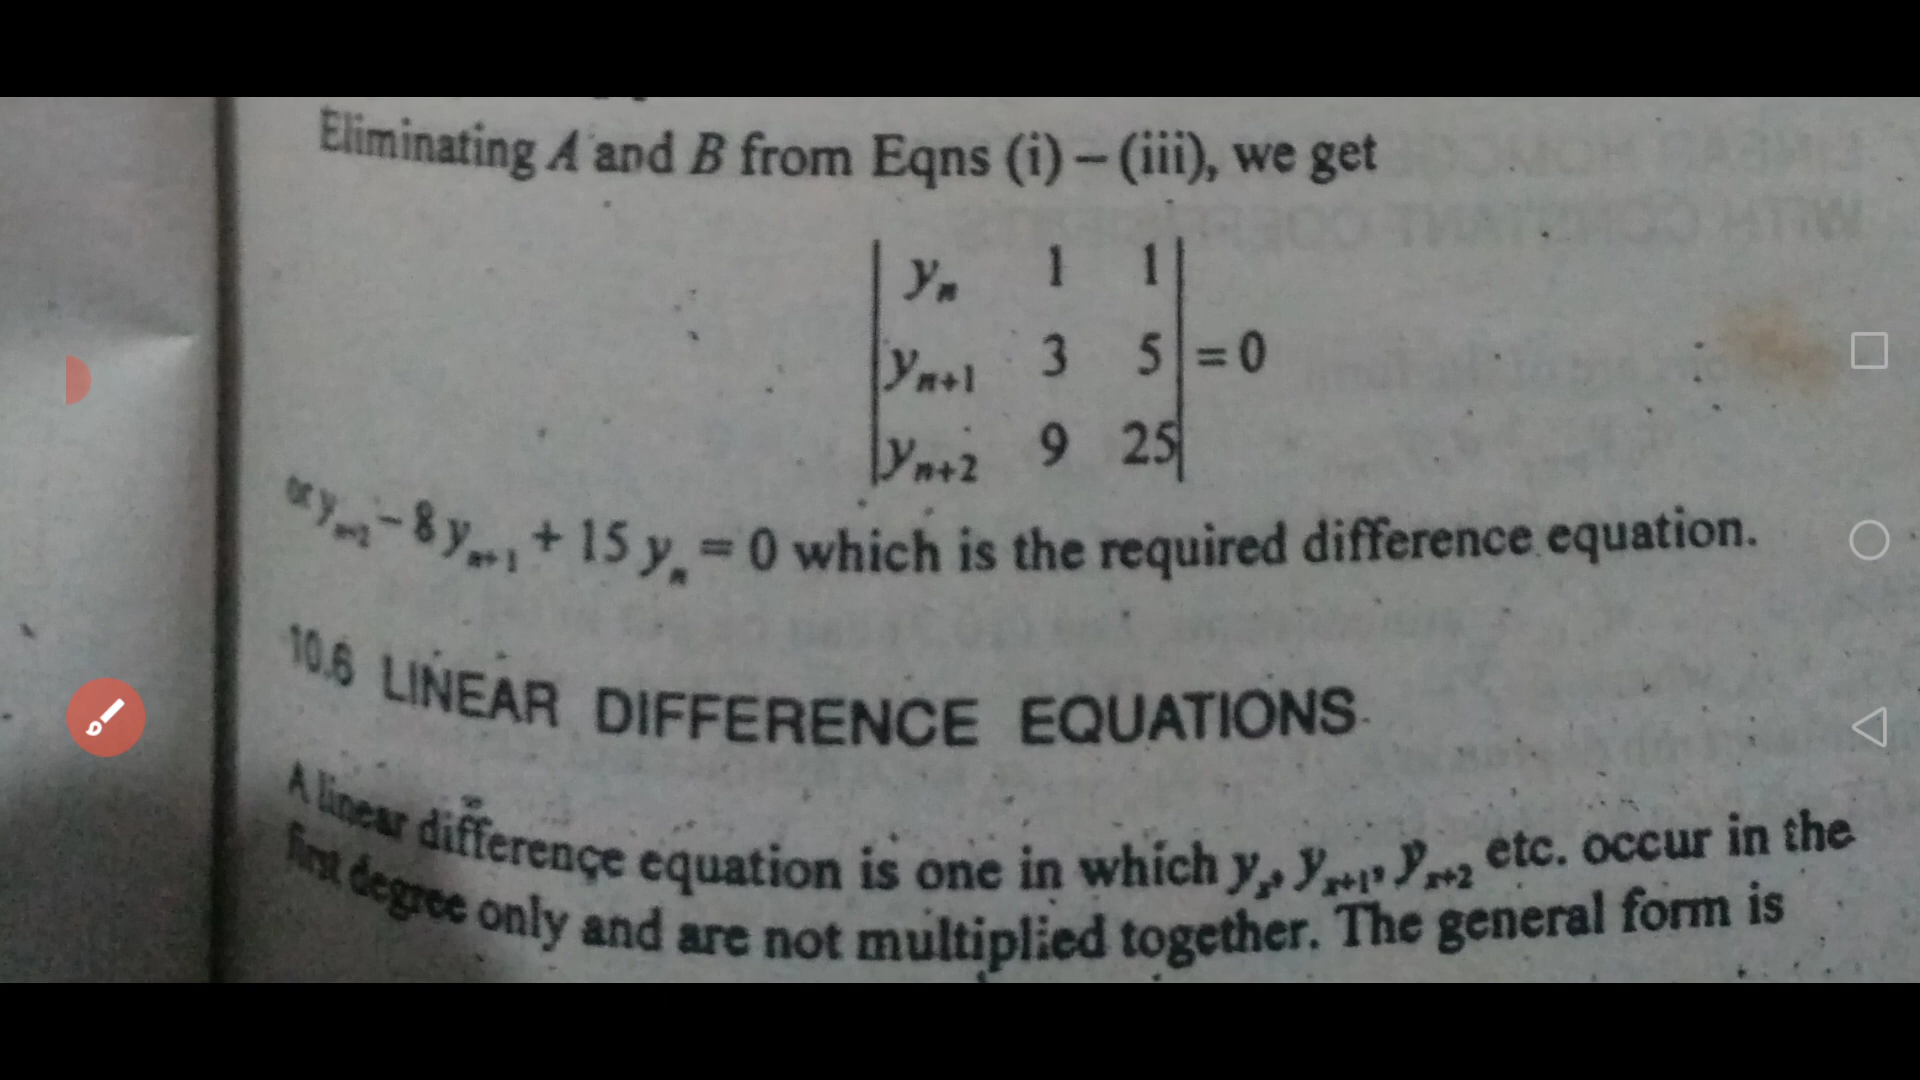 Eliminating A and B from Eqns (i) – (iii), we get
| yₙ 1 1 |
| yₙ₊₁ 3 5 | = 0
| yₙ₊₂ 9 25 |
or yₙ₊₂ – 8 yₙ₊₁ + 15 yₙ = 0 which is the required difference equation.
10.6 LINEAR DIFFERENCE EQUATIONS
A linear difference equation is one in which yₓ, yₓ₊₁, yₓ₊₂ etc. occur in the
first degree only and are not multiplied together. The general form is